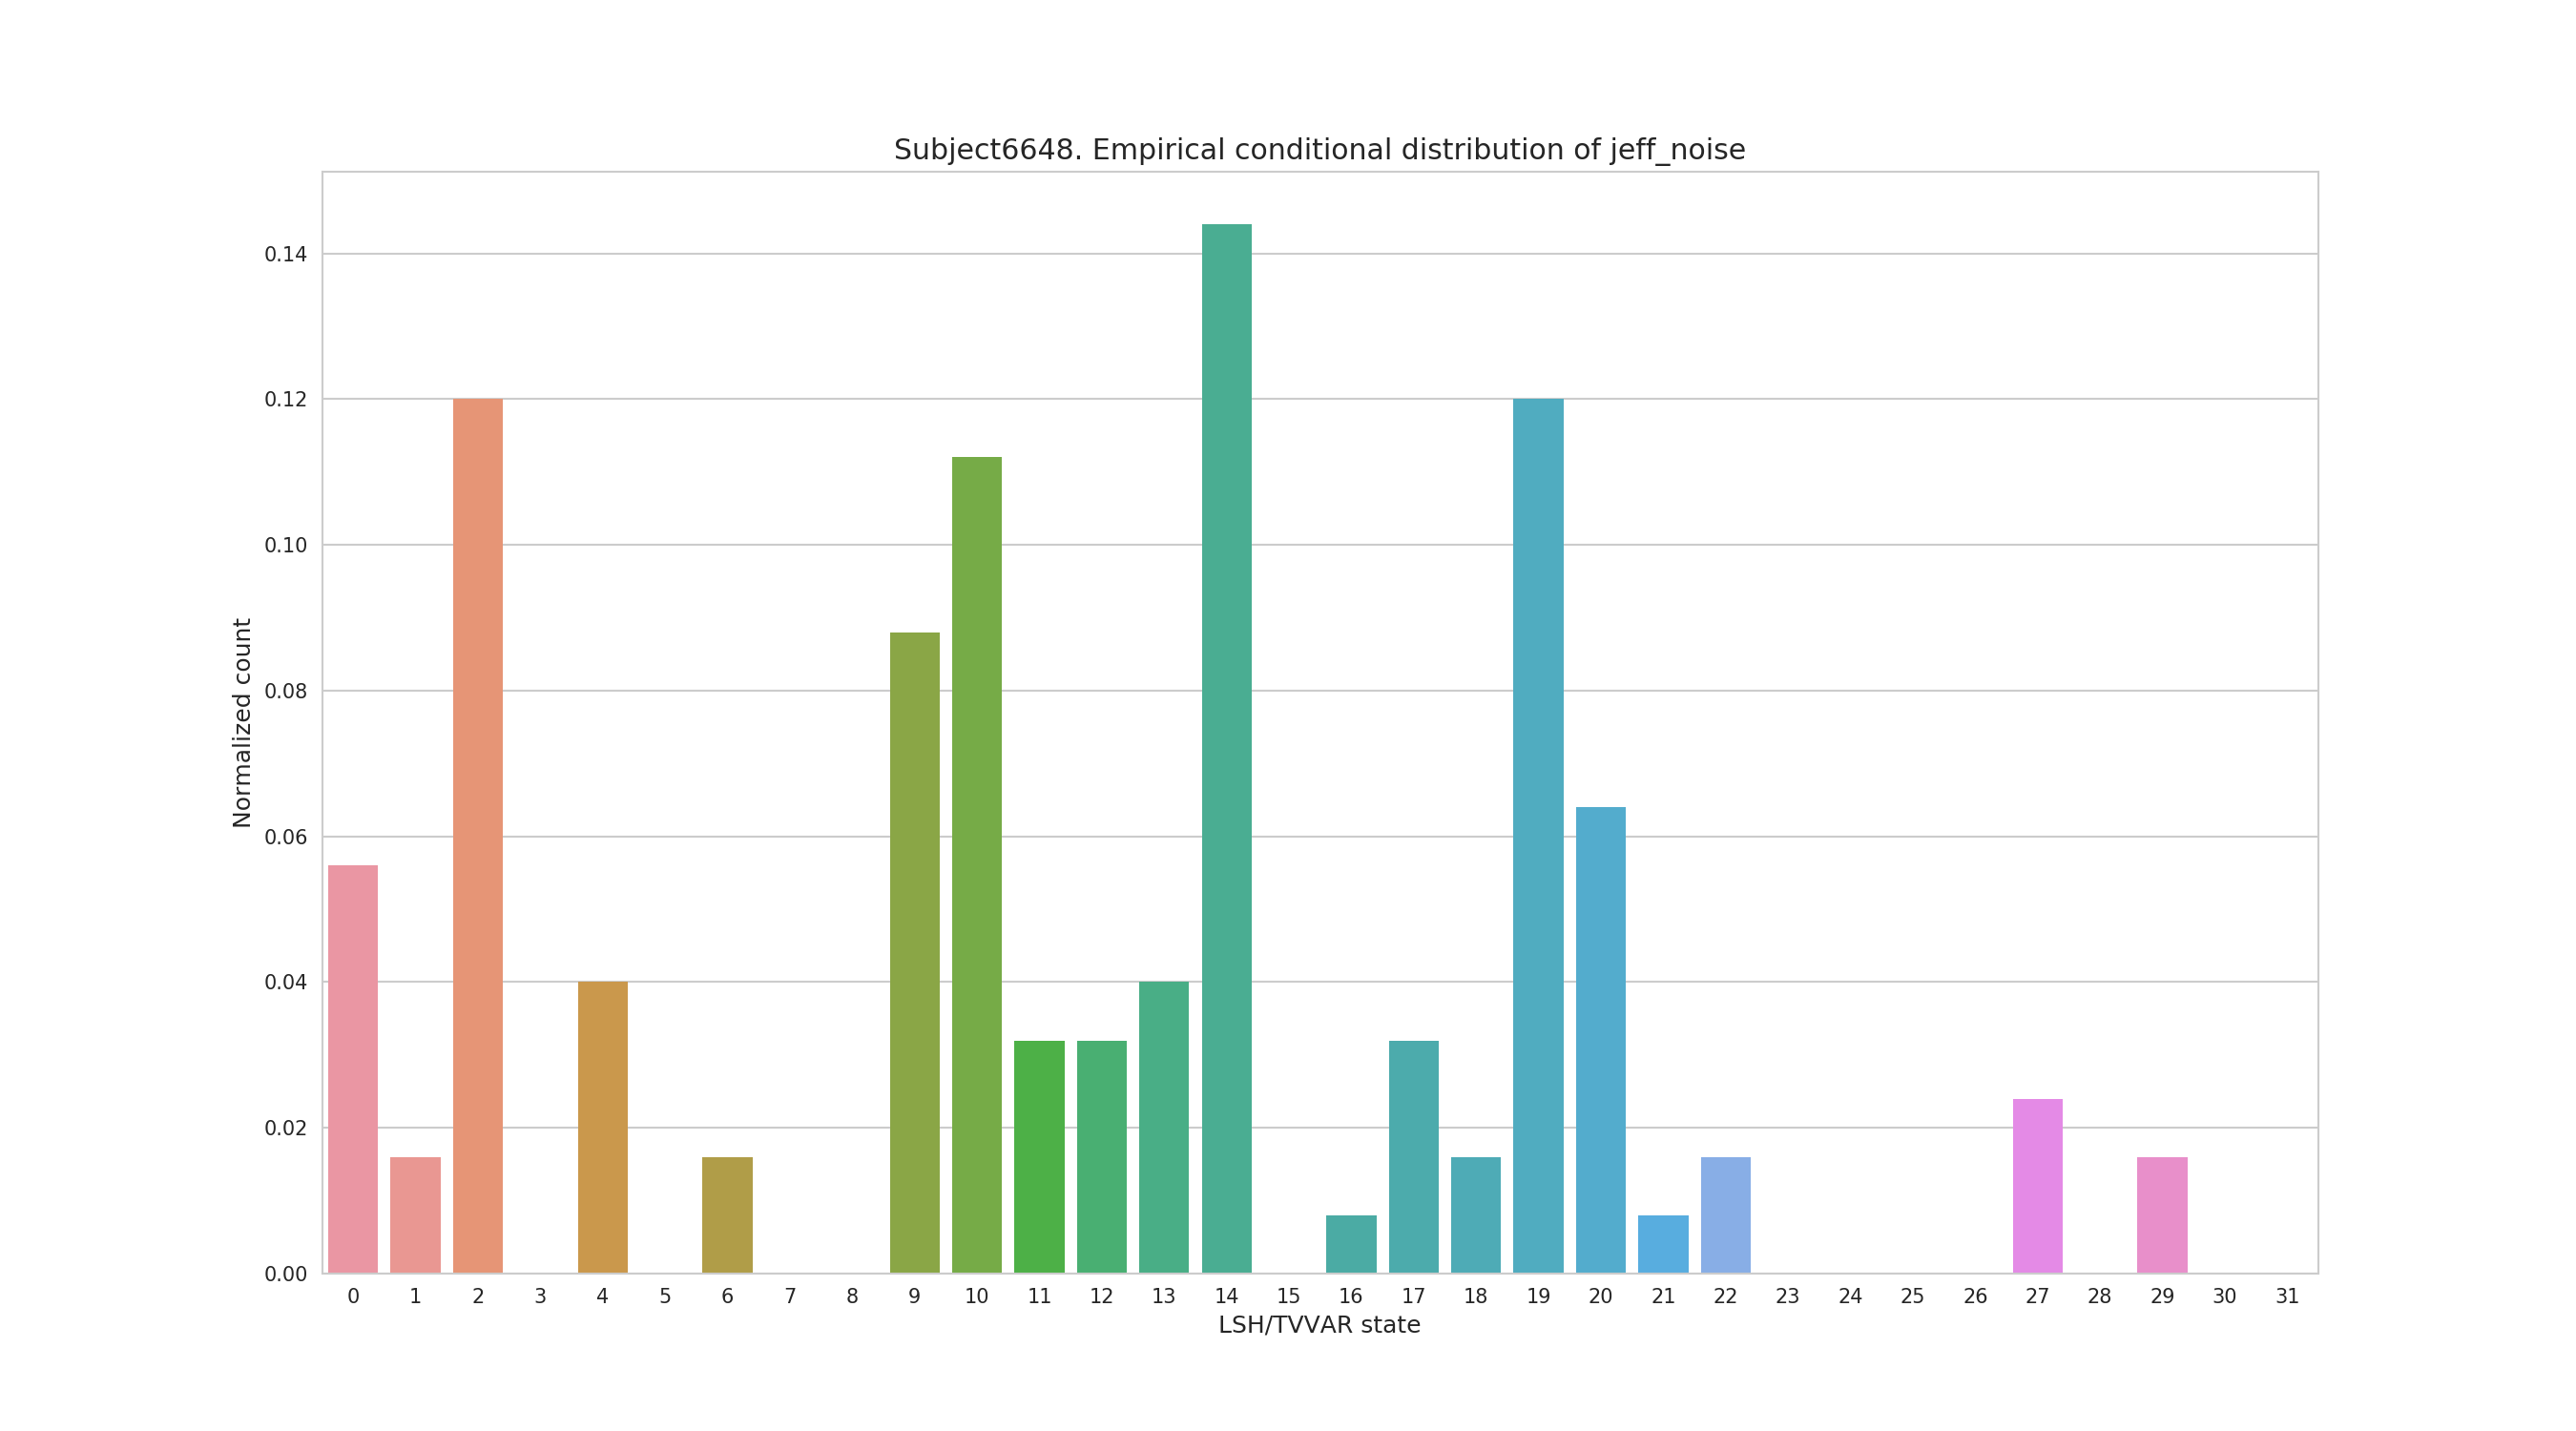 Subject6648. Empirical conditional distribution of jeff_noise
Normalized count
0.14
0.12
0.10
0.08
0.06
0.04
0.02
0.00
0 1 2 3 4 5 6 7 8 9 10 11 12 13 14 15 16 17 18 19 20 21 22 23 24 25 26 27 28 29 30 31
LSH/TVVAR state